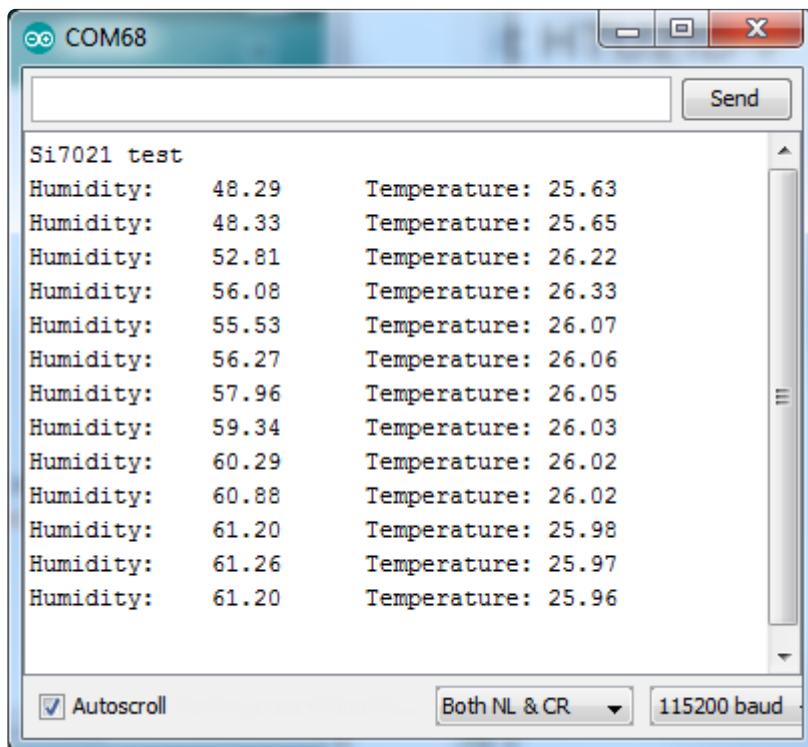 COM68
Send
Si7021 test
Humidity: 48.29 Temperature: 25.63
Humidity: 48.33 Temperature: 25.65
Humidity: 52.81 Temperature: 26.22
Humidity: 56.08 Temperature: 26.33
Humidity: 55.53 Temperature: 26.07
Humidity: 56.27 Temperature: 26.06
Humidity: 57.96 Temperature: 26.05
Humidity: 59.34 Temperature: 26.03
Humidity: 60.29 Temperature: 26.02
Humidity: 60.88 Temperature: 26.02
Humidity: 61.20 Temperature: 25.98
Humidity: 61.26 Temperature: 25.97
Humidity: 61.20 Temperature: 25.96
Autoscroll Both NL & CR 115200 baud